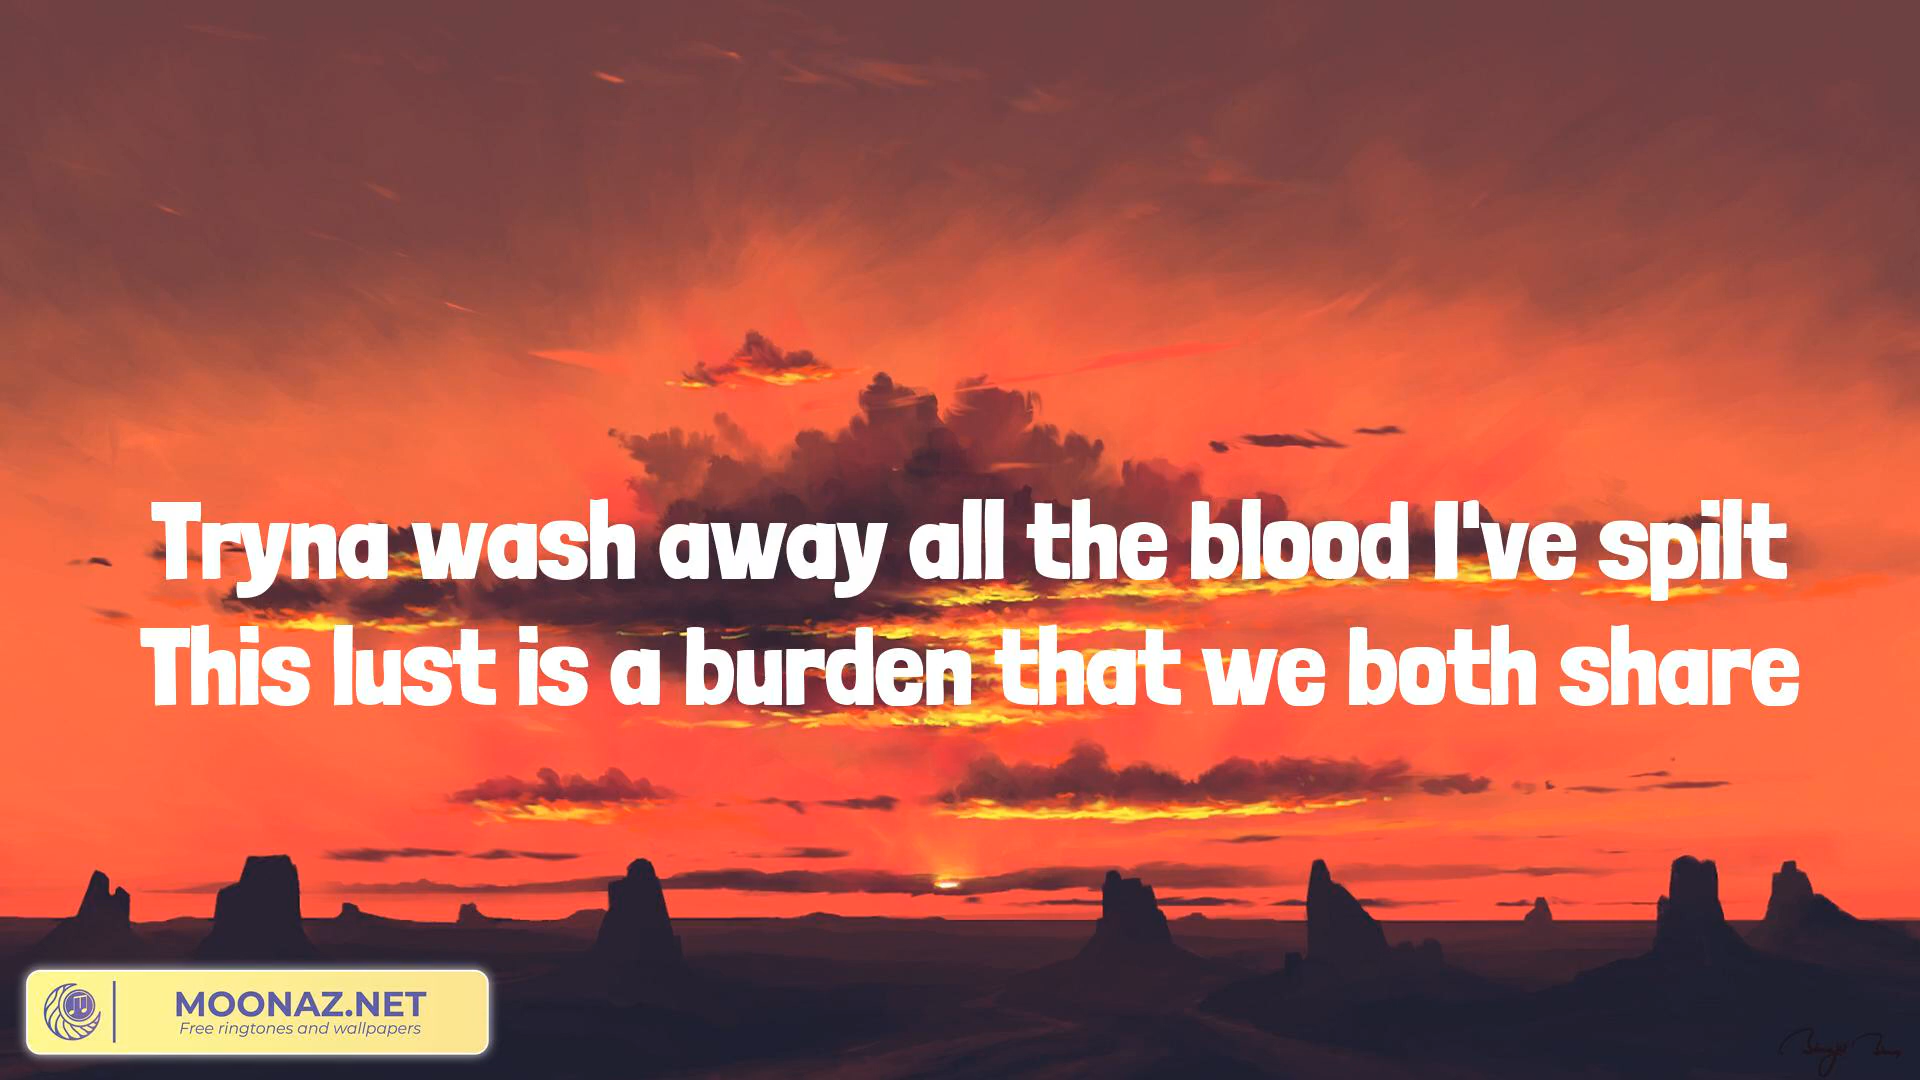 Tryna wash away all the blood I've spilt
This lust is a burden that we both share
MOONAZ.NET
Free ringtones and wallpapers